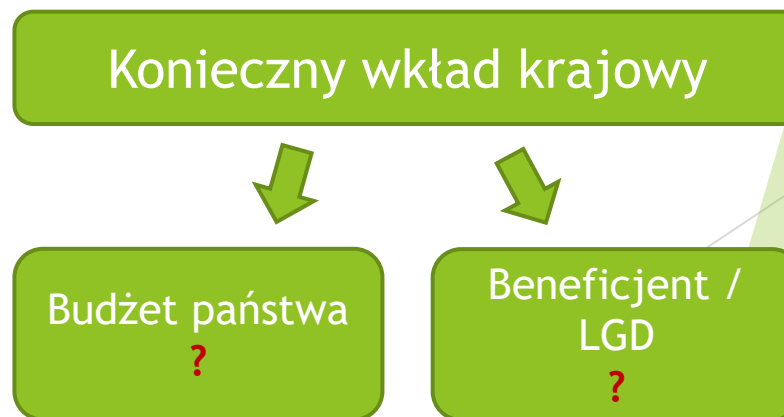 Konieczny wkład krajowy
Budżet państwa
?
Beneficjent /
LGD
?